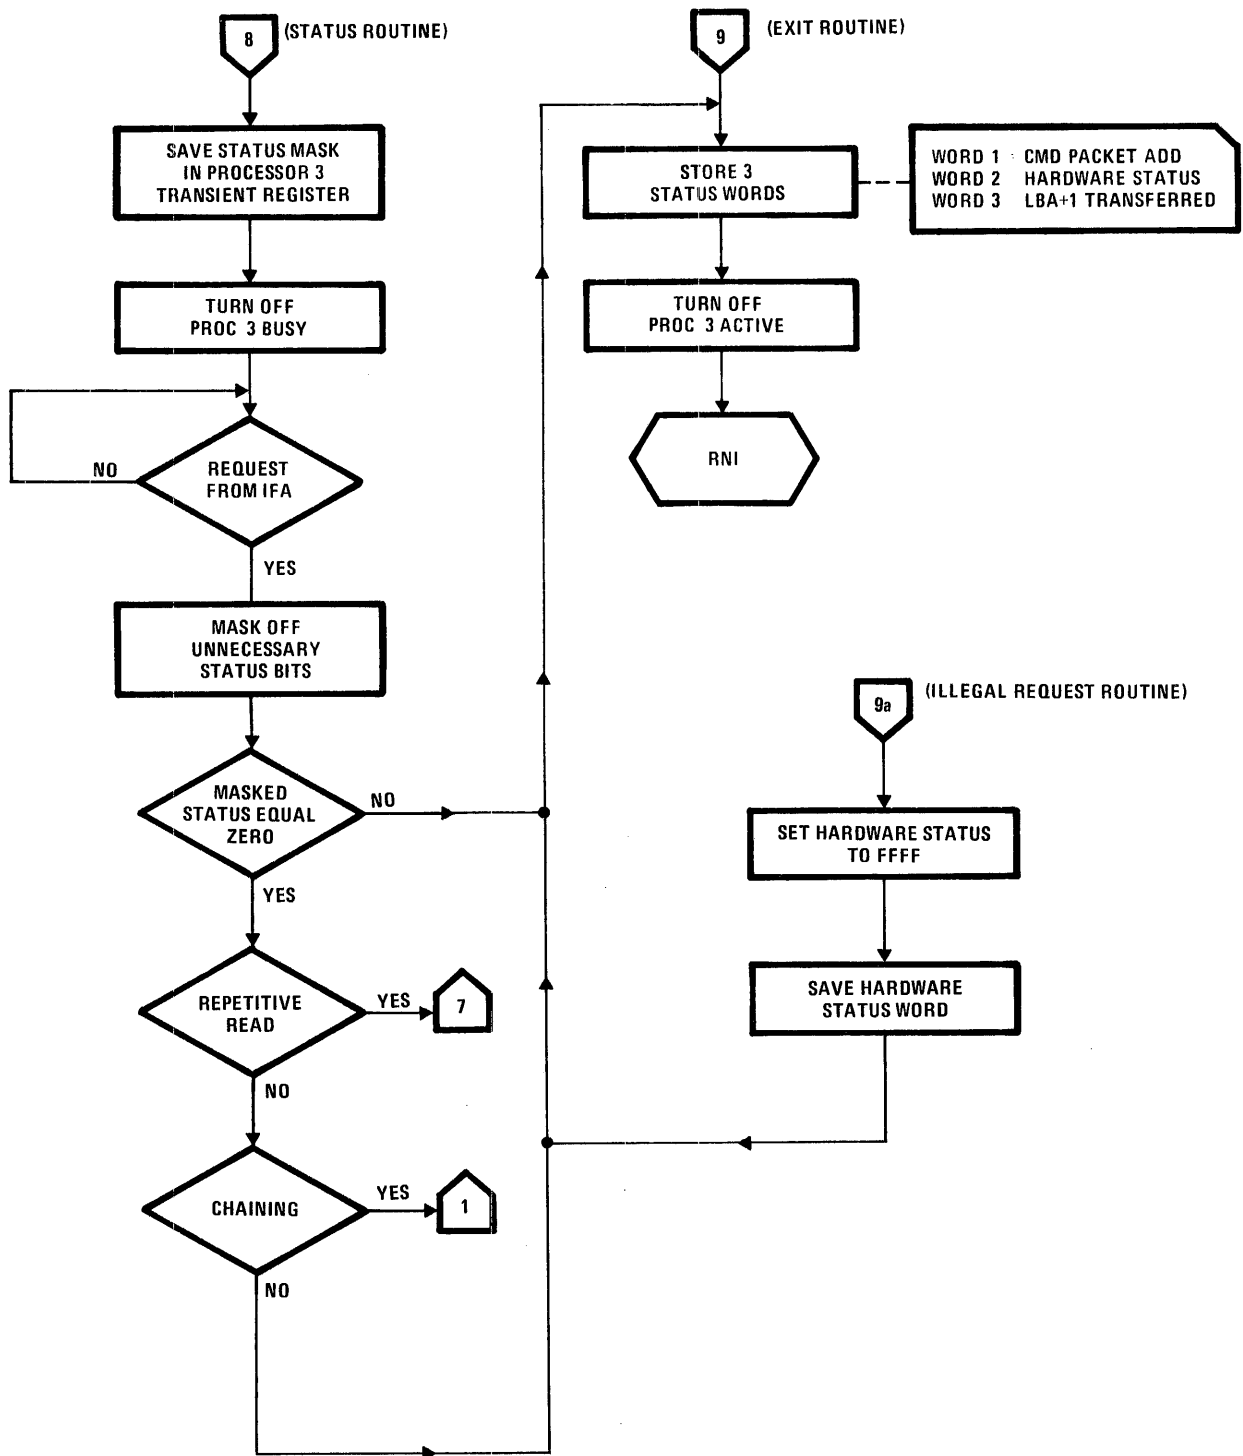 8
(STATUS ROUTINE)
SAVE STATUS MASK
IN PROCESSOR 3
TRANSIENT REGISTER
TURN OFF
PROC 3 BUSY
NO
REQUEST
FROM IFA
YES
MASK OFF
UNNECESSARY
STATUS BITS
MASKED
STATUS EQUAL
ZERO
NO
YES
REPETITIVE
READ
YES
7
NO
CHAINING
YES
1
NO
9
(EXIT ROUTINE)
STORE 3
STATUS WORDS
WORD 1 CMD PACKET ADD
WORD 2 HARDWARE STATUS
WORD 3 LBA+1 TRANSFERRED
TURN OFF
PROC 3 ACTIVE
RNI
9a
(ILLEGAL REQUEST ROUTINE)
SET HARDWARE STATUS
TO FFFF
SAVE HARDWARE
STATUS WORD